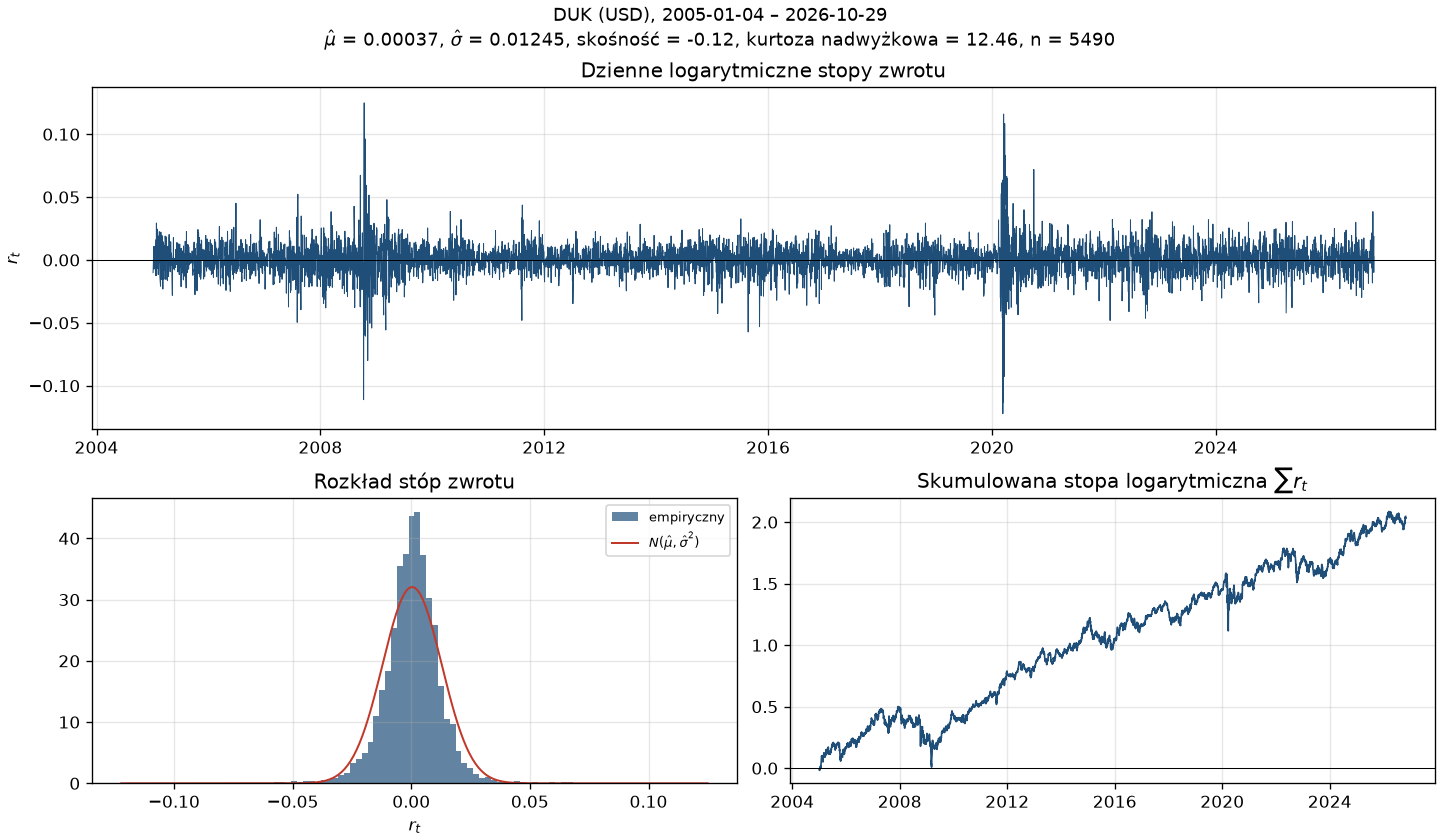 DUK (USD), 2005-01-04 – 2026-10-29
μ̂ = 0.00037, σ̂ = 0.01245, skośność = -0.12, kurtoza nadwyżkowa = 12.46, n = 5490
Dzienne logarytmiczne stopy zwrotu
r_t
0.10
0.05
0.00
−0.05
−0.10
2004 2008 2012 2016 2020 2024
Rozkład stóp zwrotu
empiryczny
N(μ̂, σ̂²)
40
30
20
10
0
−0.10 −0.05 0.00 0.05 0.10
r_t
Skumulowana stopa logarytmiczna ∑r_t
2.0
1.5
1.0
0.5
0.0
2004 2008 2012 2016 2020 2024